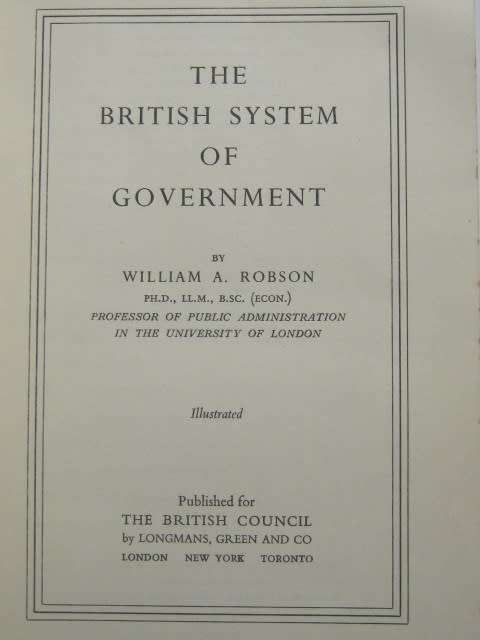 THE
BRITISH SYSTEM
OF
GOVERNMENT
BY
WILLIAM A. ROBSON
PH.D., LL.M., B.SC. (ECON.)
PROFESSOR OF PUBLIC ADMINISTRATION
IN THE UNIVERSITY OF LONDON
Illustrated
Published for
THE BRITISH COUNCIL
by LONGMANS, GREEN AND CO
LONDON NEW YORK TORONTO